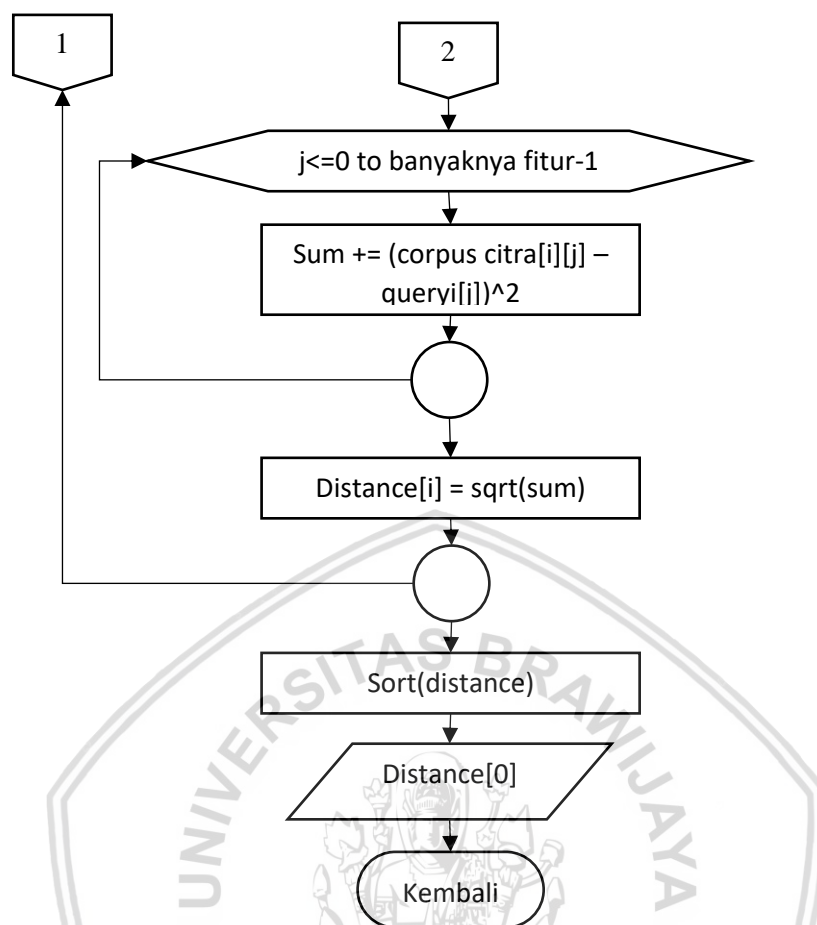 1
2
j<=0 to banyaknya fitur-1
Sum += (corpus citra[i][j] –
queryi[j])^2
Distance[i] = sqrt(sum)
Sort(distance)
Distance[0]
Kembali
UNIVERSITAS BRAWIJAYA